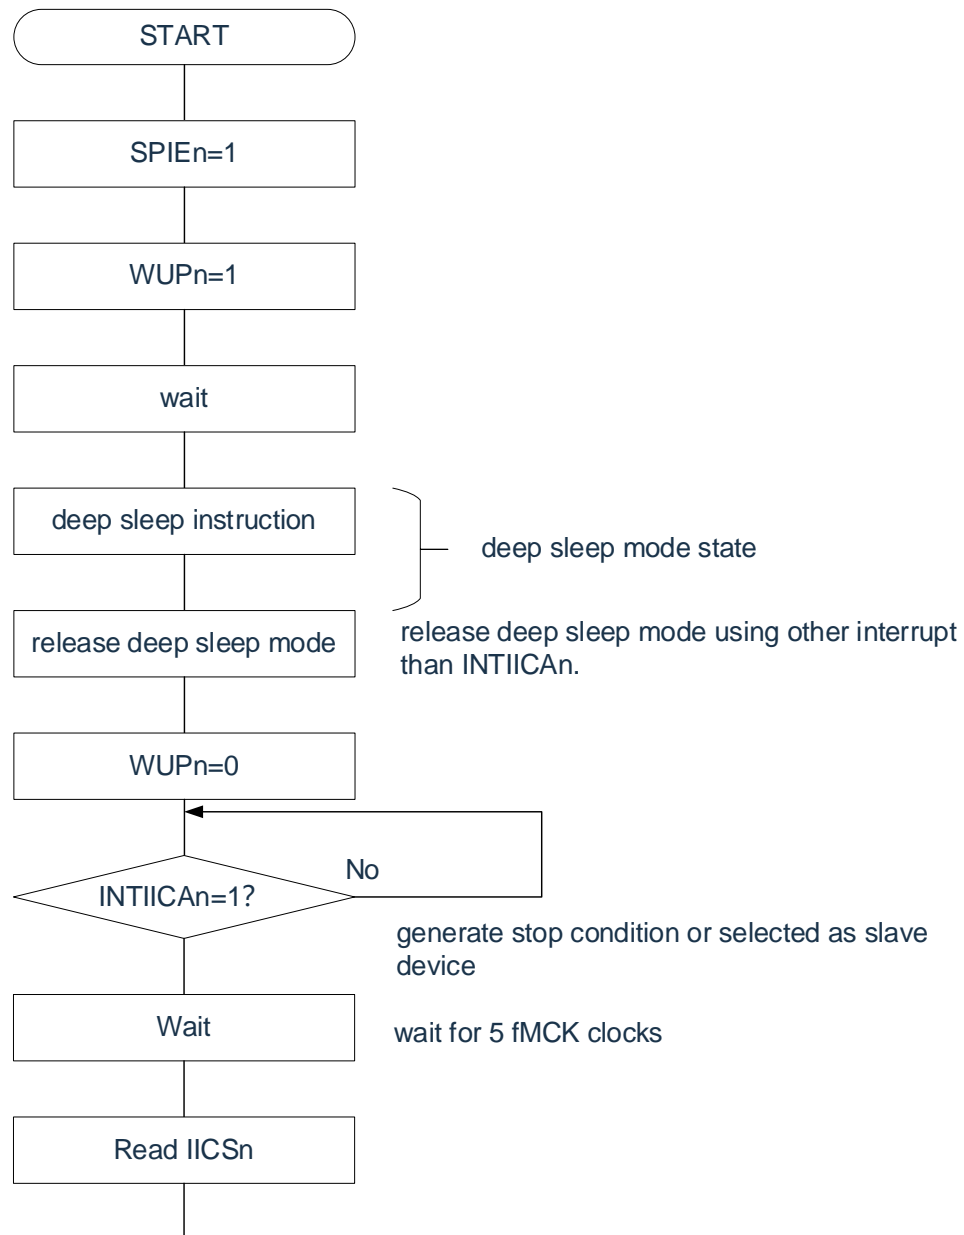 START
SPIEn=1
WUPn=1
wait
deep sleep instruction
deep sleep mode state
release deep sleep mode
release deep sleep mode using other interrupt
than INTIICAn.
WUPn=0
No
INTIICAn=1?
generate stop condition or selected as slave
device
Wait
wait for 5 fMCK clocks
Read IICSn